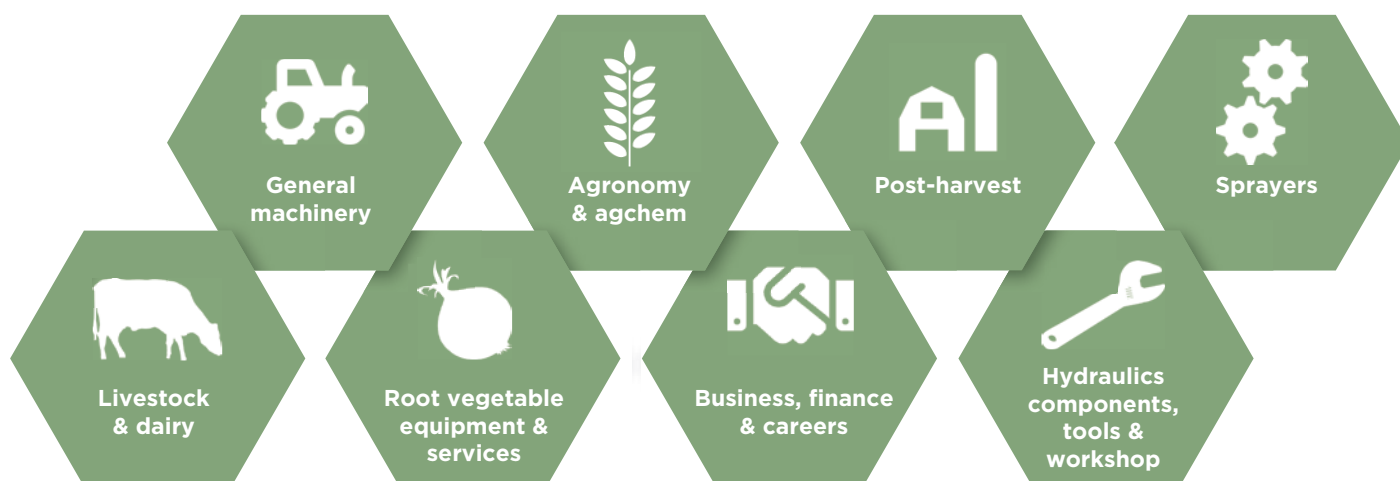 General
machinery
Agronomy
& agchem
Post-harvest
Sprayers
Livestock
& dairy
Root vegetable
equipment &
services
Business, finance
& careers
Hydraulics
components,
tools &
workshop